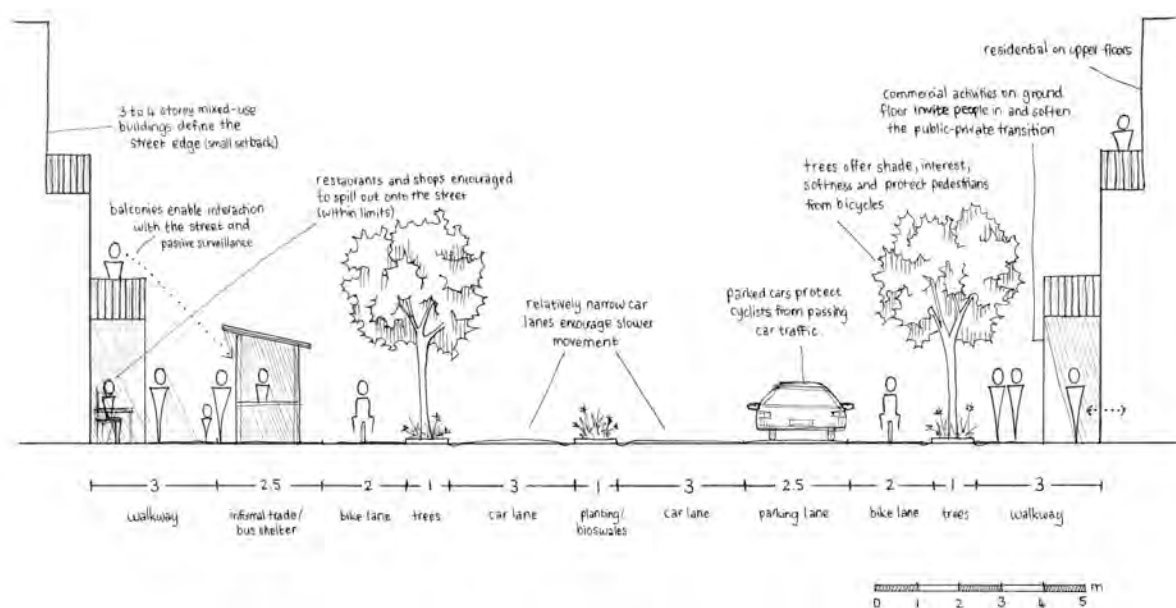 3 to 4 storey mixed-use
buildings define the
street edge (small setback)
balconies enable interaction
with the street and
passive surveillance
restaurants and shops encouraged
to spill out onto the street
(within limits)
relatively narrow car
lanes encourage slower
movement
parked cars protect
cyclists from passing
car traffic
trees offer shade, interest,
softness and protect pedestrians
from bicycles
commercial activities on ground
floor invite people in and soften
the public-private transition
residential on upper floors
3 2.5 2 1 3 1 3 2.5 2 1 3
walkway
informal trade/
bus shelter
bike lane
trees
car lane
planting/
bioswales
car lane
parking lane
bike lane
trees
walkway
0 1 2 3 4 5 m